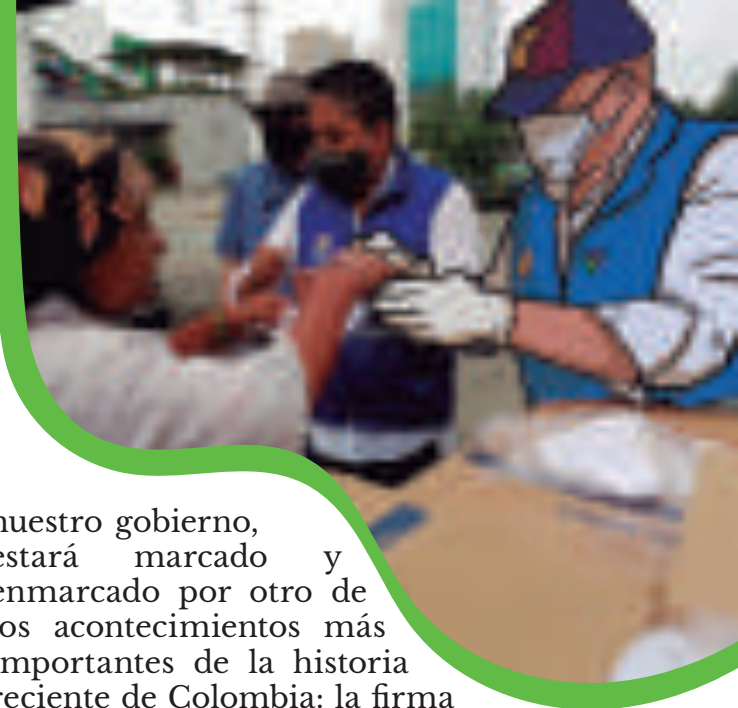 nuestro gobierno,
estará marcado y
enmarcado por otro de
los acontecimientos más
importantes de la historia
reciente de Colombia: la firma